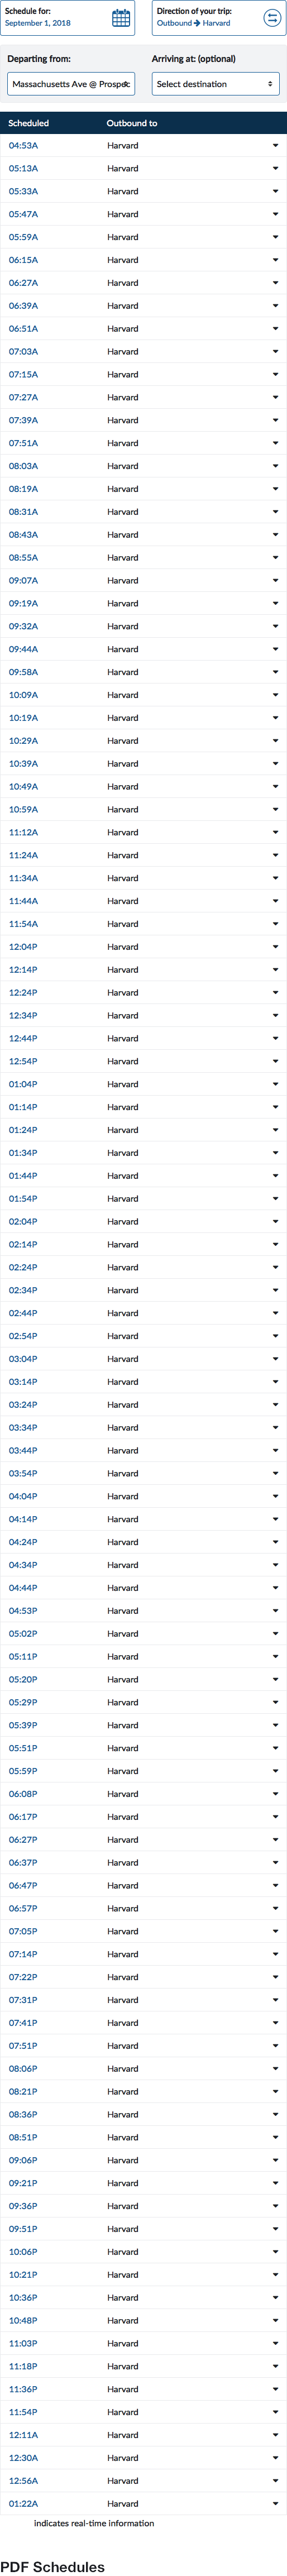 Schedule for:
September 1, 2018
Direction of your trip:
Outbound → Harvard
Departing from:
Massachusetts Ave @ Prospec
Arriving at: (optional)
Select destination
Scheduled Outbound to
04:53A Harvard
05:13A Harvard
05:33A Harvard
05:47A Harvard
05:59A Harvard
06:15A Harvard
06:27A Harvard
06:39A Harvard
06:51A Harvard
07:03A Harvard
07:15A Harvard
07:27A Harvard
07:39A Harvard
07:51A Harvard
08:03A Harvard
08:19A Harvard
08:31A Harvard
08:43A Harvard
08:55A Harvard
09:07A Harvard
09:19A Harvard
09:32A Harvard
09:44A Harvard
09:58A Harvard
10:09A Harvard
10:19A Harvard
10:29A Harvard
10:39A Harvard
10:49A Harvard
10:59A Harvard
11:12A Harvard
11:24A Harvard
11:34A Harvard
11:44A Harvard
11:54A Harvard
12:04P Harvard
12:14P Harvard
12:24P Harvard
12:34P Harvard
12:44P Harvard
12:54P Harvard
01:04P Harvard
01:14P Harvard
01:24P Harvard
01:34P Harvard
01:44P Harvard
01:54P Harvard
02:04P Harvard
02:14P Harvard
02:24P Harvard
02:34P Harvard
02:44P Harvard
02:54P Harvard
03:04P Harvard
03:14P Harvard
03:24P Harvard
03:34P Harvard
03:44P Harvard
03:54P Harvard
04:04P Harvard
04:14P Harvard
04:24P Harvard
04:34P Harvard
04:44P Harvard
04:53P Harvard
05:02P Harvard
05:11P Harvard
05:20P Harvard
05:29P Harvard
05:39P Harvard
05:51P Harvard
05:59P Harvard
06:08P Harvard
06:17P Harvard
06:27P Harvard
06:37P Harvard
06:47P Harvard
06:57P Harvard
07:05P Harvard
07:14P Harvard
07:22P Harvard
07:31P Harvard
07:41P Harvard
07:51P Harvard
08:06P Harvard
08:21P Harvard
08:36P Harvard
08:51P Harvard
09:06P Harvard
09:21P Harvard
09:36P Harvard
09:51P Harvard
10:06P Harvard
10:21P Harvard
10:36P Harvard
10:48P Harvard
11:03P Harvard
11:18P Harvard
11:36P Harvard
11:54P Harvard
12:11A Harvard
12:30A Harvard
12:56A Harvard
01:22A Harvard
indicates real-time information
PDF Schedules